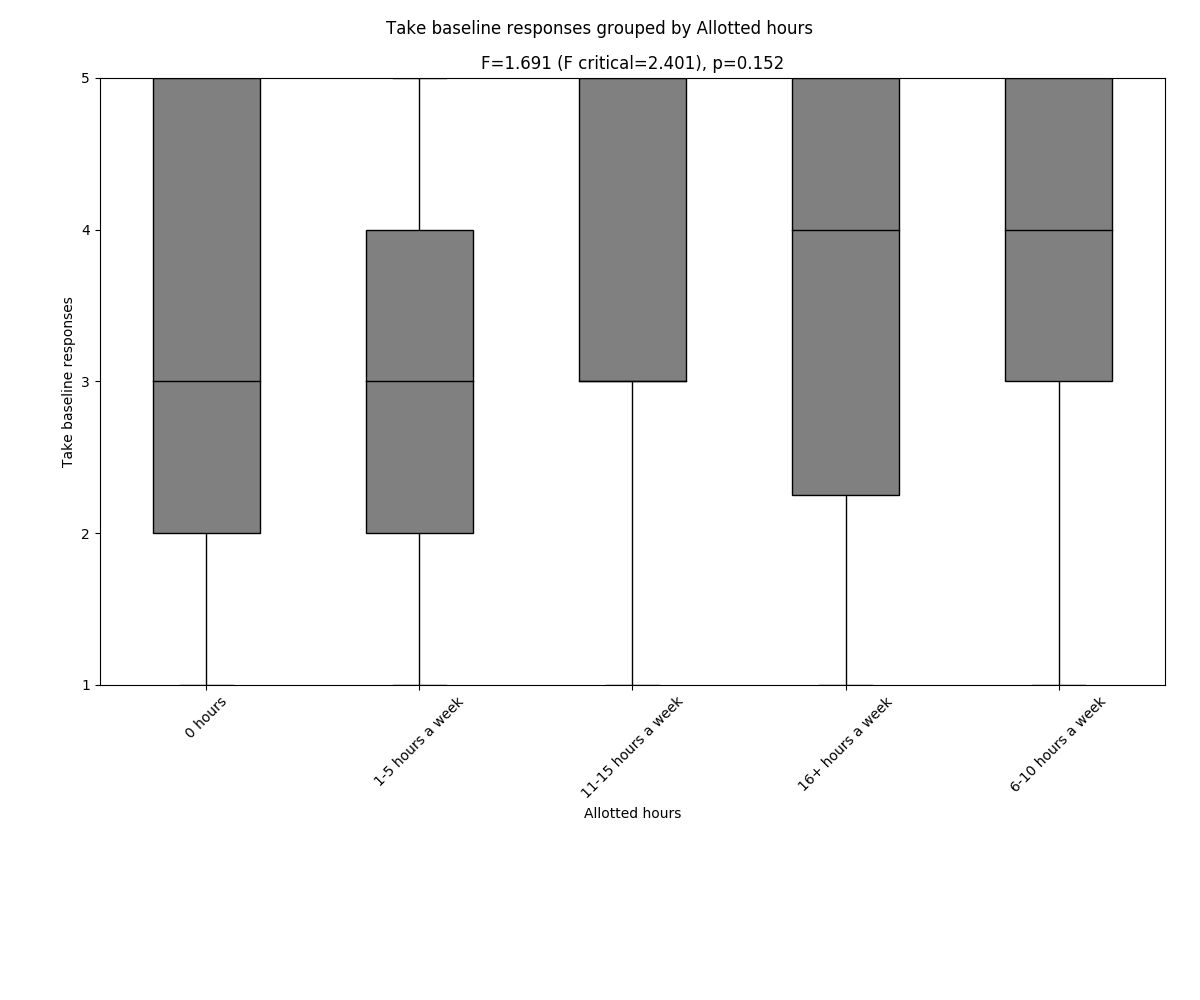 Take baseline responses grouped by Allotted hours
F=1.691 (F critical=2.401), p=0.152
5
4
3
2
1
Take baseline responses
0 hours
1-5 hours a week
11-15 hours a week
16+ hours a week
6-10 hours a week
Allotted hours